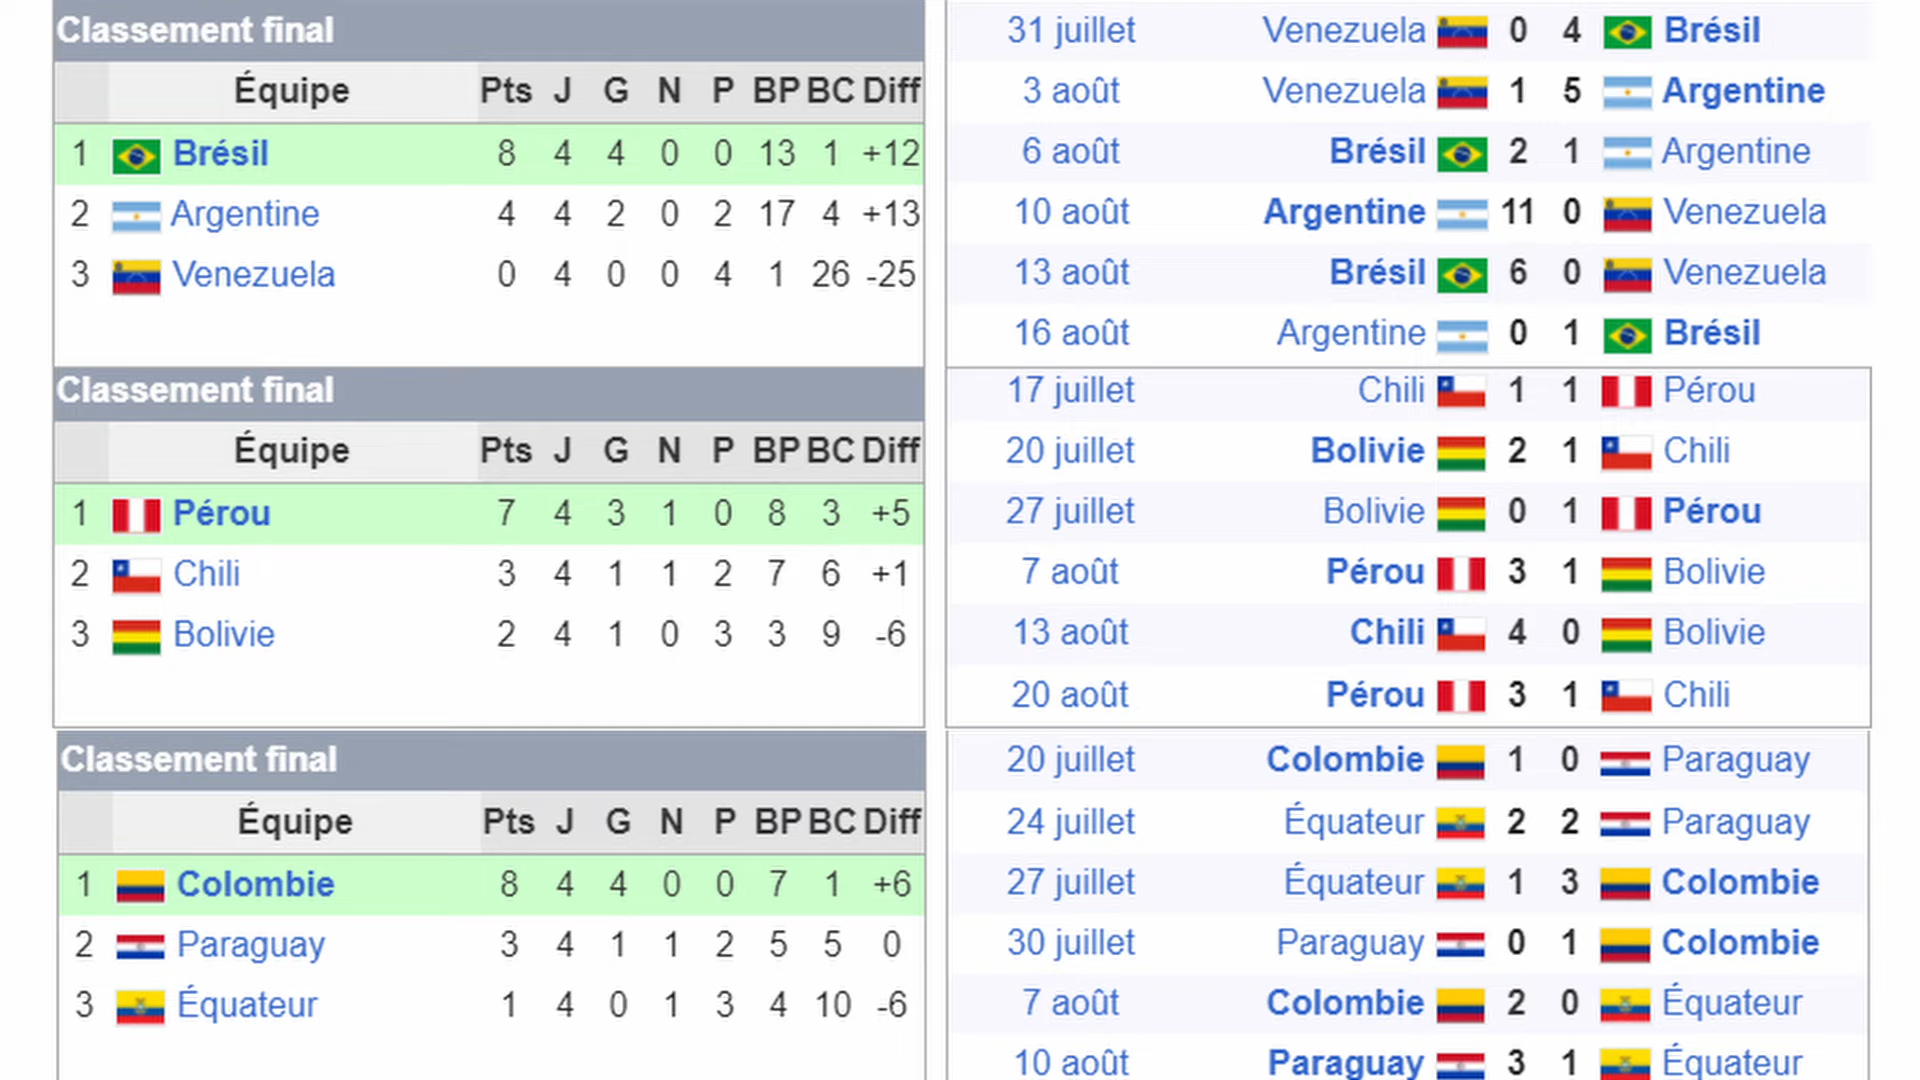 Classement final
Équipe Pts J G N P BP BC Diff
1 Brésil 8 4 4 0 0 13 1 +12
2 Argentine 4 4 2 0 2 17 4 +13
3 Venezuela 0 4 0 0 4 1 26 -25
31 juillet Venezuela 0 4 Brésil
3 août Venezuela 1 5 Argentine
6 août Brésil 2 1 Argentine
10 août Argentine 11 0 Venezuela
13 août Brésil 6 0 Venezuela
16 août Argentine 0 1 Brésil
Classement final
Équipe Pts J G N P BP BC Diff
1 Pérou 7 4 3 1 0 8 3 +5
2 Chili 3 4 1 1 2 7 6 +1
3 Bolivie 2 4 1 0 3 3 9 -6
17 juillet Chili 1 1 Pérou
20 juillet Bolivie 2 1 Chili
27 juillet Bolivie 0 1 Pérou
7 août Pérou 3 1 Bolivie
13 août Chili 4 0 Bolivie
20 août Pérou 3 1 Chili
Classement final
Équipe Pts J G N P BP BC Diff
1 Colombie 8 4 4 0 0 7 1 +6
2 Paraguay 3 4 1 1 2 5 5 0
3 Équateur 1 4 0 1 3 4 10 -6
20 juillet Colombie 1 0 Paraguay
24 juillet Équateur 2 2 Paraguay
27 juillet Équateur 1 3 Colombie
30 juillet Paraguay 0 1 Colombie
7 août Colombie 2 0 Équateur
10 août Paraguay 3 1 Équateur